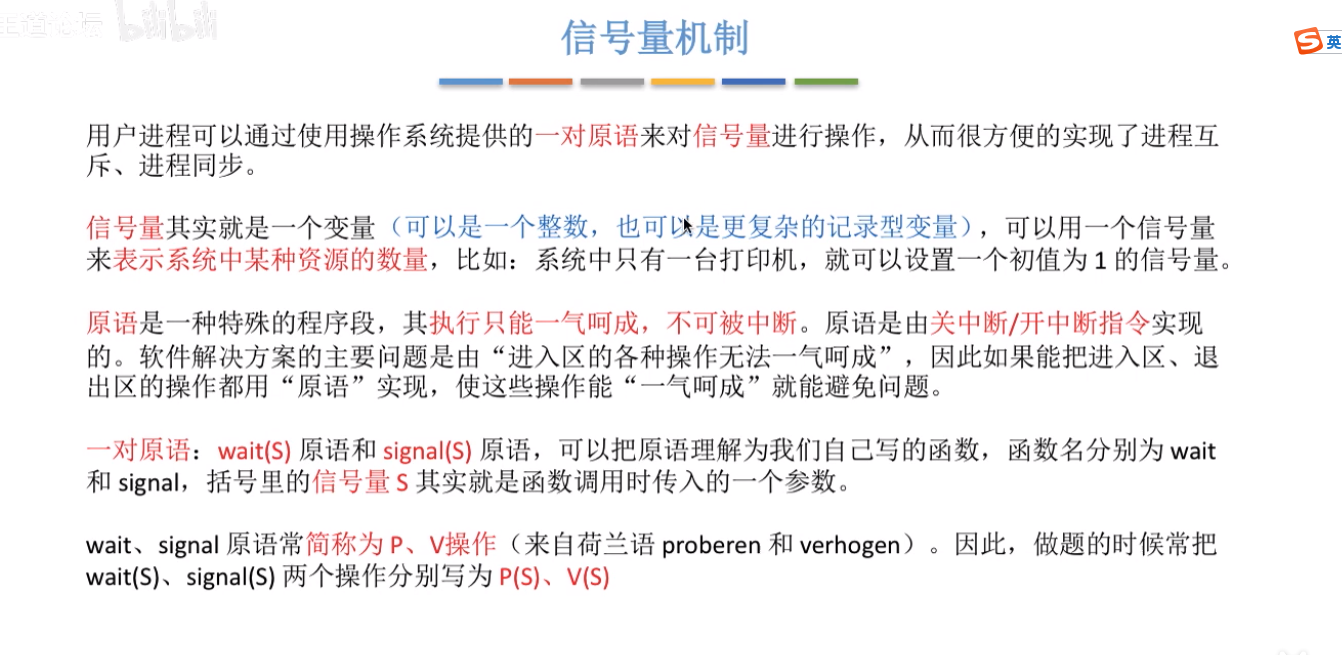 王道论坛 bilibili
信号量机制
英
用户进程可以通过使用操作系统提供的一对原语来对信号量进行操作，从而很方便的实现了进程互
斥、进程同步。
信号量其实就是一个变量（可以是一个整数，也可以是更复杂的记录型变量），可以用一个信号量
来表示系统中某种资源的数量，比如：系统中只有一台打印机，就可以设置一个初值为 1 的信号量。
原语是一种特殊的程序段，其执行只能一气呵成，不可被中断。原语是由关中断/开中断指令实现
的。软件解决方案的主要问题是由“进入区的各种操作无法一气呵成”，因此如果能把进入区、退
出区的操作都用“原语”实现，使这些操作能“一气呵成”就能避免问题。
一对原语：wait(S) 原语和 signal(S) 原语，可以把原语理解为我们自己写的函数，函数名分别为 wait
和 signal，括号里的信号量 S 其实就是函数调用时传入的一个参数。
wait、signal 原语常简称为 P、V操作（来自荷兰语 proberen 和 verhogen）。因此，做题的时候常把
wait(S)、signal(S) 两个操作分别写为 P(S)、V(S)